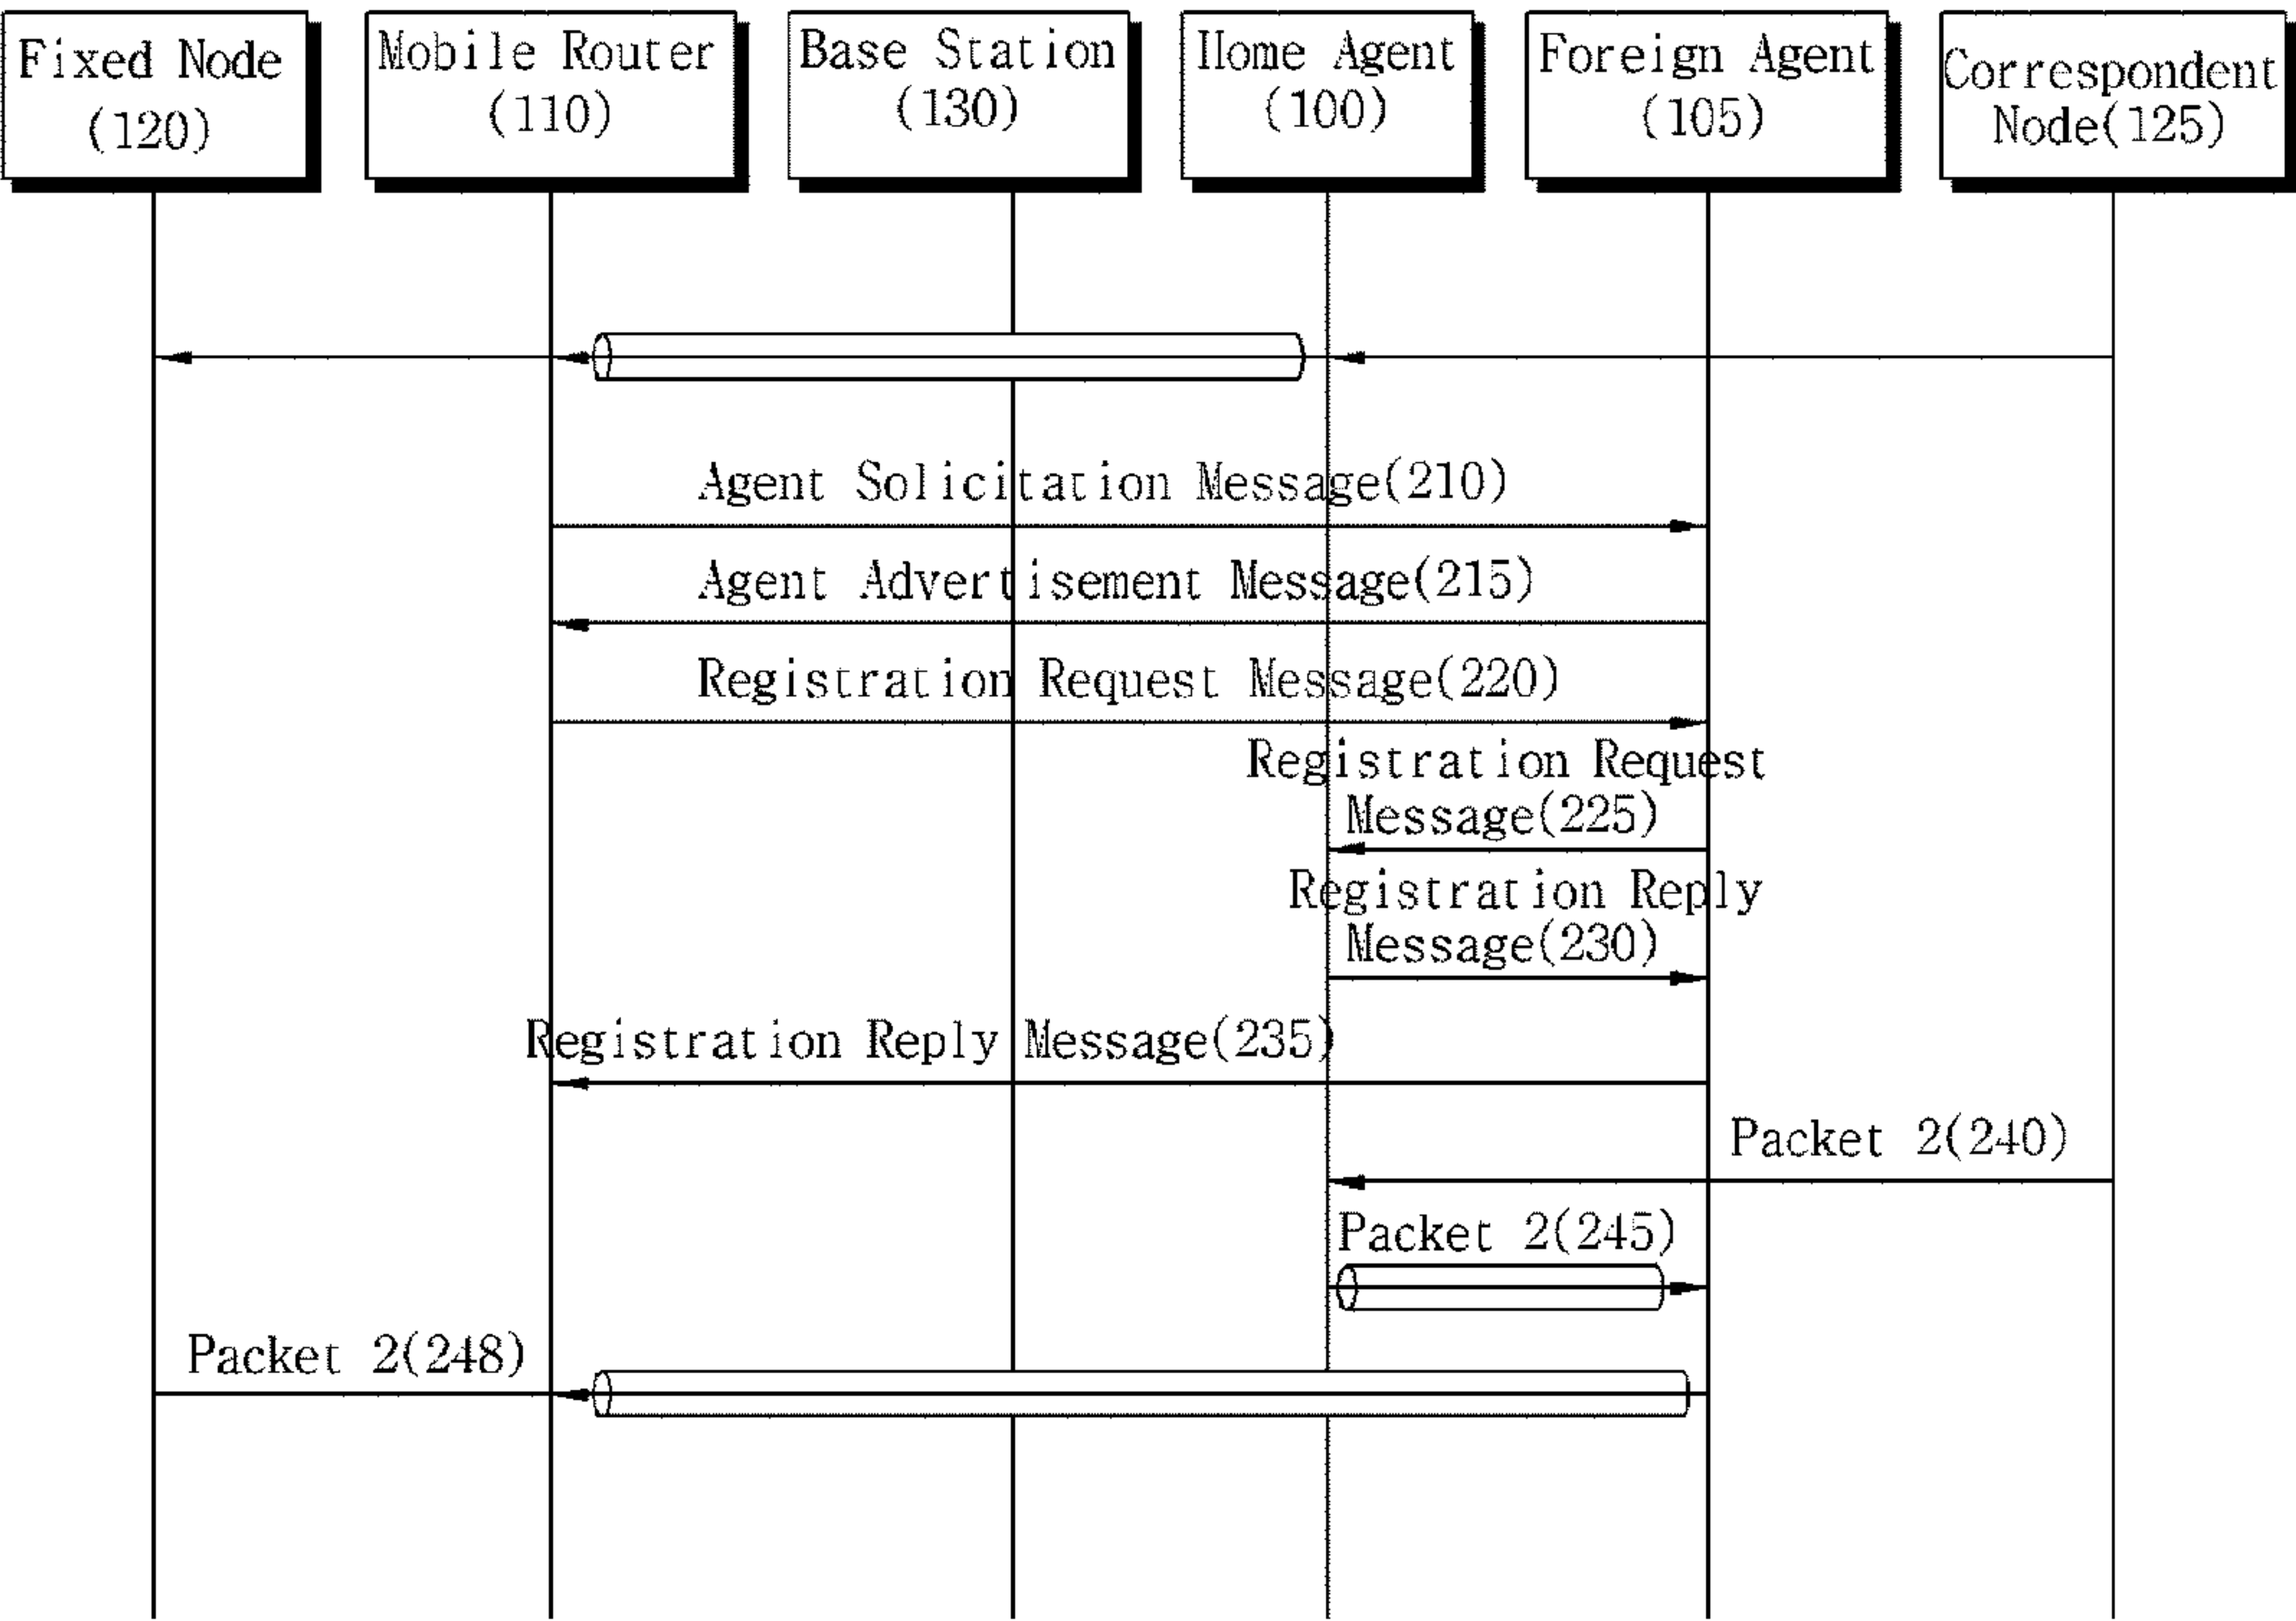 Fixed Node
(120)
Mobile Router
(110)
Base Station
(130)
Home Agent
(100)
Foreign Agent
(105)
Correspondent
Node(125)
Agent Solicitation Message(210)
Agent Advertisement Message(215)
Registration Request Message(220)
Registration Request
Message(225)
Registration Reply
Message(230)
Registration Reply Message(235)
Packet 2(240)
Packet 2(245)
Packet 2(248)